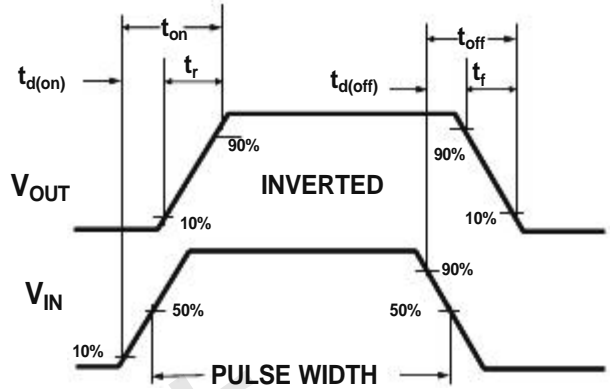 ton
toff
td(on)
tr
td(off)
tf
90%
90%
VOUT
INVERTED
10%
10%
VIN
90%
50%
50%
10%
PULSE WIDTH